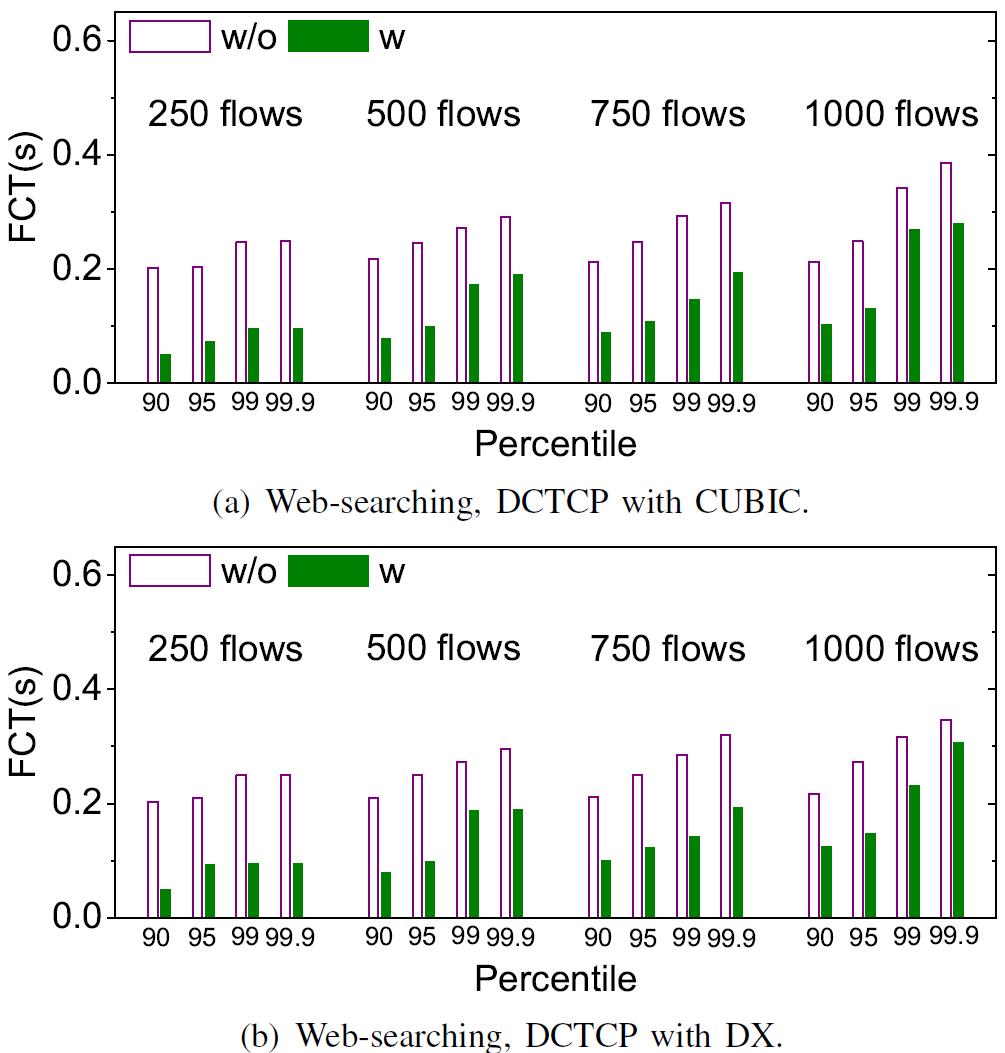 w/o w
250 flows 500 flows 750 flows 1000 flows
FCT(s)
0.6
0.4
0.2
0.0
90 95 99 99.9 90 95 99 99.9 90 95 99 99.9 90 95 99 99.9
Percentile
(a) Web-searching, DCTCP with CUBIC.
w/o w
250 flows 500 flows 750 flows 1000 flows
FCT(s)
0.6
0.4
0.2
0.0
90 95 99 99.9 90 95 99 99.9 90 95 99 99.9 90 95 99 99.9
Percentile
(b) Web-searching, DCTCP with DX.